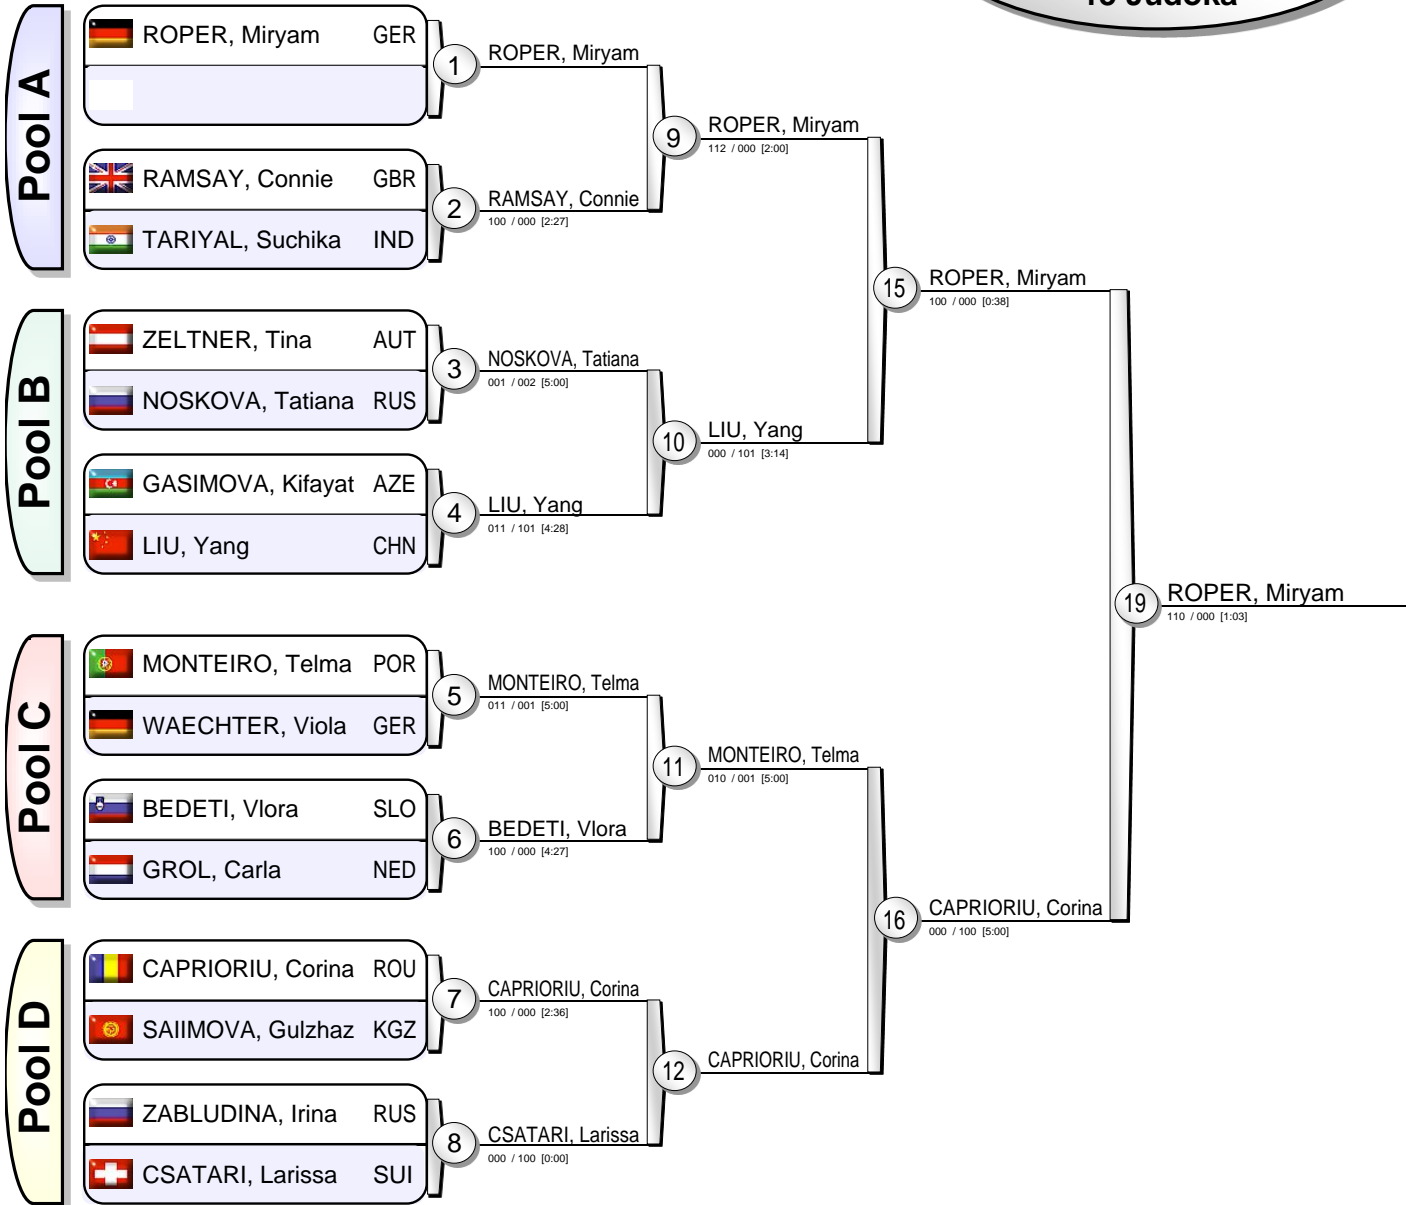 15 Judoka
Pool A
ROPER, Miryam GER
1
ROPER, Miryam
RAMSAY, Connie GBR
TARIYAL, Suchika IND
2
RAMSAY, Connie
100 / 000 [2:27]
9
ROPER, Miryam
112 / 000 [2:00]
Pool B
ZELTNER, Tina AUT
NOSKOVA, Tatiana RUS
3
NOSKOVA, Tatiana
001 / 002 [5:00]
GASIMOVA, Kifayat AZE
LIU, Yang CHN
4
LIU, Yang
011 / 101 [4:28]
10
LIU, Yang
000 / 101 [3:14]
15
ROPER, Miryam
100 / 000 [0:38]
Pool C
MONTEIRO, Telma POR
WAECHTER, Viola GER
5
MONTEIRO, Telma
011 / 001 [5:00]
BEDETI, Vlora SLO
GROL, Carla NED
6
BEDETI, Vlora
100 / 000 [4:27]
11
MONTEIRO, Telma
010 / 001 [5:00]
Pool D
CAPRIORIU, Corina ROU
SAIIMOVA, Gulzhaz KGZ
7
CAPRIORIU, Corina
100 / 000 [2:36]
ZABLUDINA, Irina RUS
CSATARI, Larissa SUI
8
CSATARI, Larissa
000 / 100 [0:00]
12
CAPRIORIU, Corina
16
CAPRIORIU, Corina
000 / 100 [5:00]
19
ROPER, Miryam
110 / 000 [1:03]